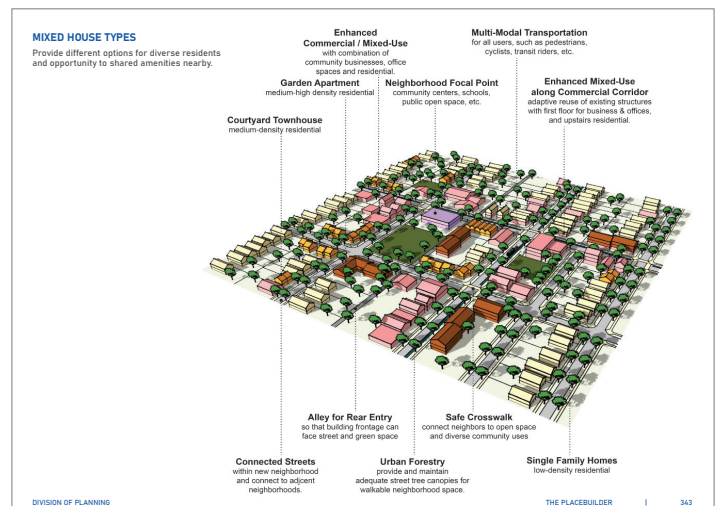 MIXED HOUSE TYPES
Provide different options for diverse residents
and opportunity to shared amenities nearby.
Enhanced
Commercial / Mixed-Use
with combination of
community businesses, office
spaces and residential.
Multi-Modal Transportation
for all users, such as pedestrians,
cyclists, transit riders, etc.
Garden Apartment
medium-high density residential
Neighborhood Focal Point
community centers, schools,
public open space, etc.
Enhanced Mixed-Use
along Commercial Corridor
adaptive reuse of existing structures
with first floor for business & offices,
and upstairs residential.
Courtyard Townhouse
medium-density residential
Alley for Rear Entry
so that building frontage can
face street and green space
Safe Crosswalk
connect neighbors to open space
and diverse community uses
Connected Streets
within new neighborhood
and connect to adjcent
neighborhoods.
Urban Forestry
provide and maintain
adequate street tree canopies for
walkable neighborhood space.
Single Family Homes
low-density residential
DIVISION OF PLANNING
THE PLACEBUILDER | 343